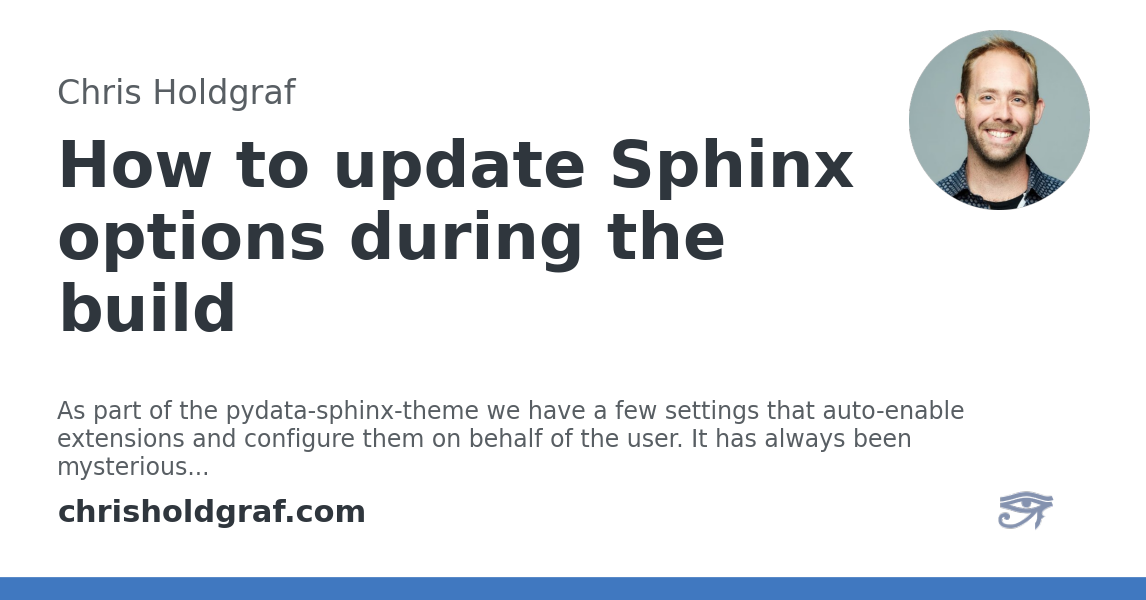 Chris Holdgraf
How to update Sphinx
options during the
build
As part of the pydata-sphinx-theme we have a few settings that auto-enable
extensions and configure them on behalf of the user. It has always been
mysterious...
chrisholdgraf.com